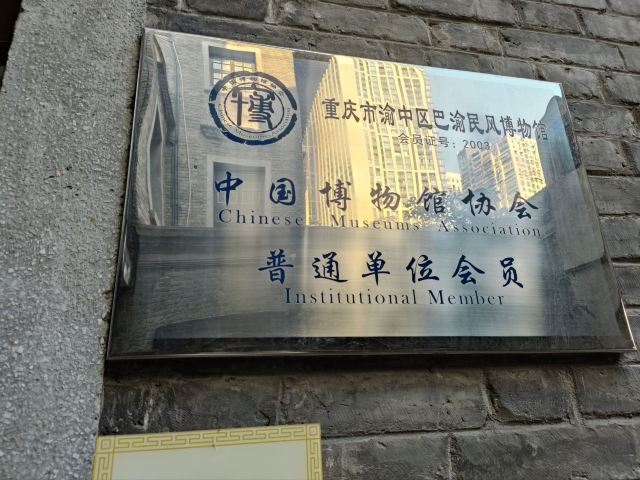 重庆市渝中区巴渝民风博物馆
会员证号：2003
中国博物馆协会
Chinese Museums Association
普通单位会员
Institutional Member